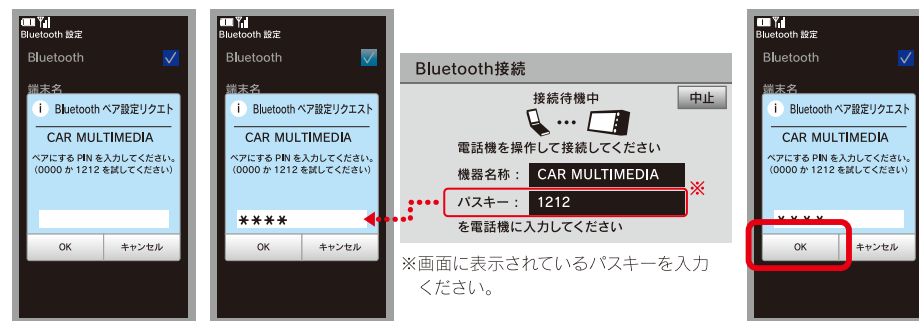 Bluetooth 設定
Bluetooth
端末名
i Bluetooth ペア設定リクエト
CAR MULTIMEDIA
ペアにする PIN を入力してください。
(0000 か 1212 を試してください)
OK キャンセル
Bluetooth 設定
Bluetooth
端末名
i Bluetooth ペア設定リクエスト
CAR MULTIMEDIA
ペアにする PIN を入力してください。
(0000 か 1212 を試してください)
****
OK キャンセル
Bluetooth接続
接続待機中
中止
電話機を操作して接続してください
機器名称： CAR MULTIMEDIA
パスキー： 1212
※
を電話機に入力してください
※画面に表示されているパスキーを入力
ください。
Bluetooth 設定
Bluetooth
端末名
i Bluetooth ペア設定リクエスト
CAR MULTIMEDIA
ペアにする PIN を入力してください。
(0000 か 1212 を試してください)
****
OK キャンセル